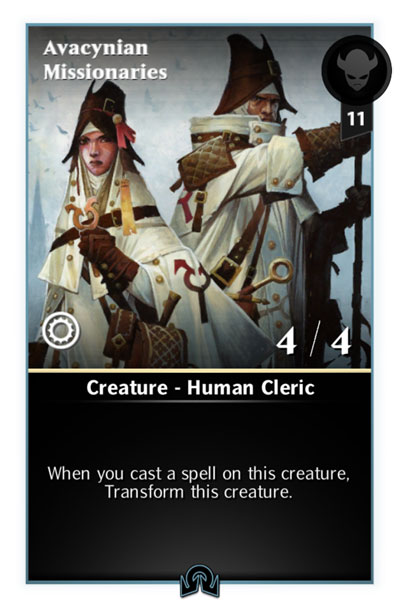 Avacynian
Missionaries
11
4 / 4
Creature - Human Cleric
When you cast a spell on this creature,
Transform this creature.